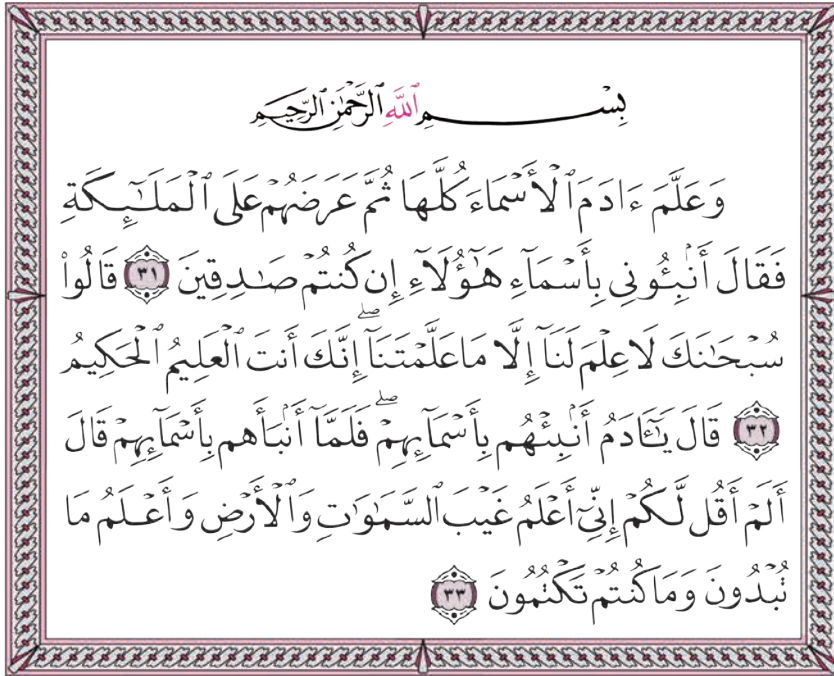 بِسْمِ ٱللَّهِ ٱلرَّحْمَٰنِ ٱلرَّحِيمِ
وَعَلَّمَ ءَادَمَ ٱلْأَسْمَاءَ كُلَّهَا ثُمَّ عَرَضَهُمْ عَلَى ٱلْمَلَٰٓئِكَةِ
فَقَالَ أَنۢبِـُٔونِى بِأَسْمَآءِ هَٰٓؤُلَآءِ إِن كُنتُمْ صَٰدِقِينَ ٣١ قَالُوا۟
سُبْحَٰنَكَ لَا عِلْمَ لَنَآ إِلَّا مَا عَلَّمْتَنَآ ۖ إِنَّكَ أَنتَ ٱلْعَلِيمُ ٱلْحَكِيمُ
٣٢ قَالَ يَٰٓـَٔادَمُ أَنۢبِئْهُم بِأَسْمَآئِهِمْ ۖ فَلَمَّآ أَنۢبَأَهُم بِأَسْمَآئِهِمْ قَالَ
أَلَمْ أَقُل لَّكُمْ إِنِّىٓ أَعْلَمُ غَيْبَ ٱلسَّمَٰوَٰتِ وَٱلْأَرْضِ وَأَعْلَمُ مَا
تُبْدُونَ وَمَا كُنتُمْ تَكْتُمُونَ ٣٣